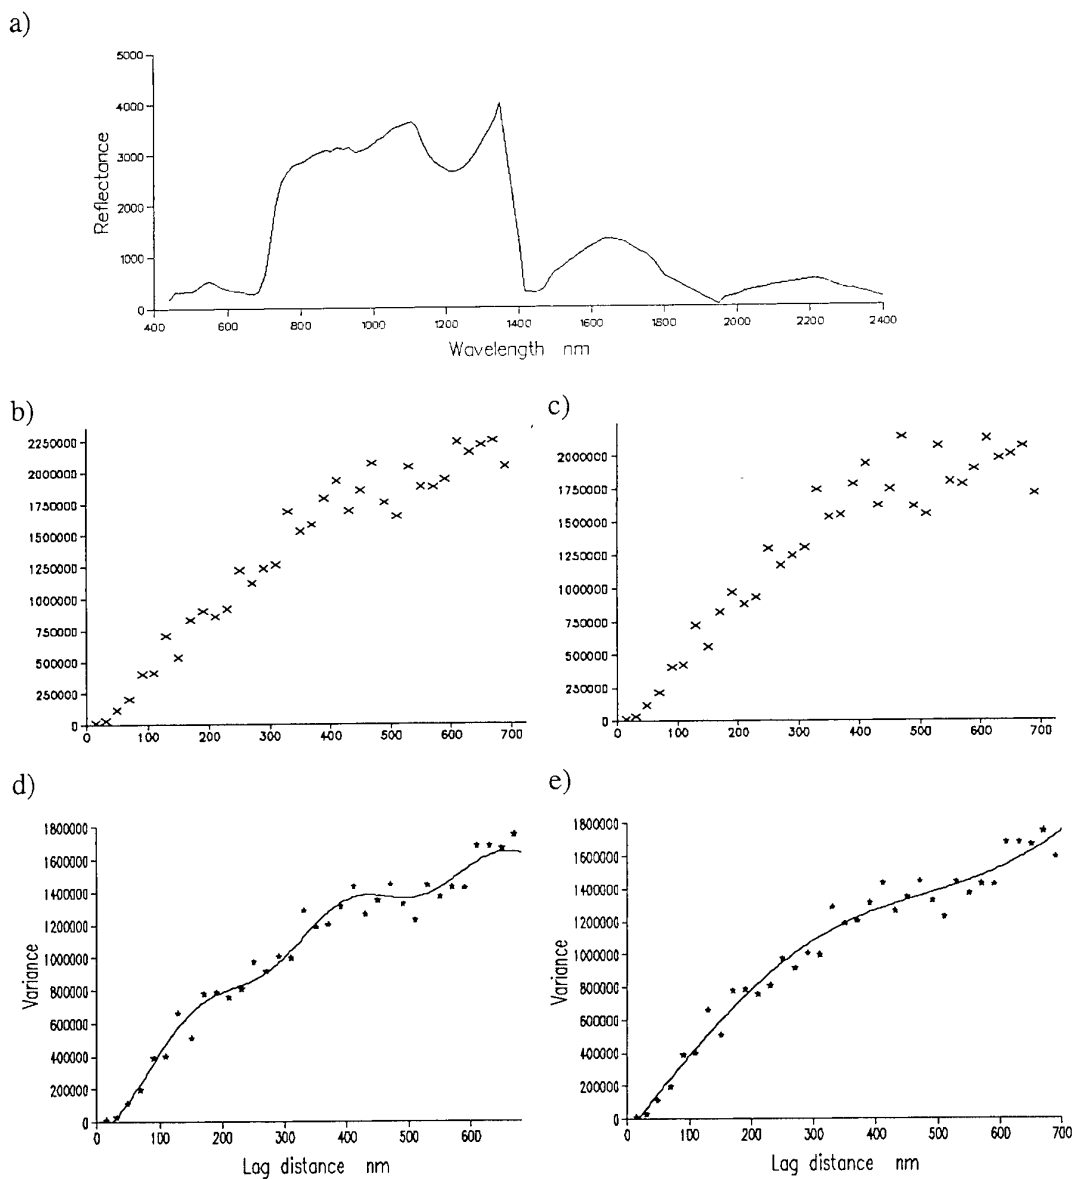 a)
5000
4000
3000
2000
1000
0
Reflectance
400 600 800 1000 1200 1400 1600 1800 2000 2200 2400
Wavelength nm
b)
2250000
2000000
1750000
1500000
1250000
1000000
750000
500000
250000
0
0 100 200 300 400 500 600 700
c)
2000000
1750000
1500000
1250000
1000000
750000
500000
250000
0
0 100 200 300 400 500 600 700
d)
1800000
1600000
1400000
1200000
1000000
800000
600000
400000
200000
0
Variance
0 100 200 300 400 500 600
Lag distance nm
e)
1800000
1600000
1400000
1200000
1000000
800000
600000
400000
200000
0
Variance
0 100 200 300 400 500 600 700
Lag distance nm